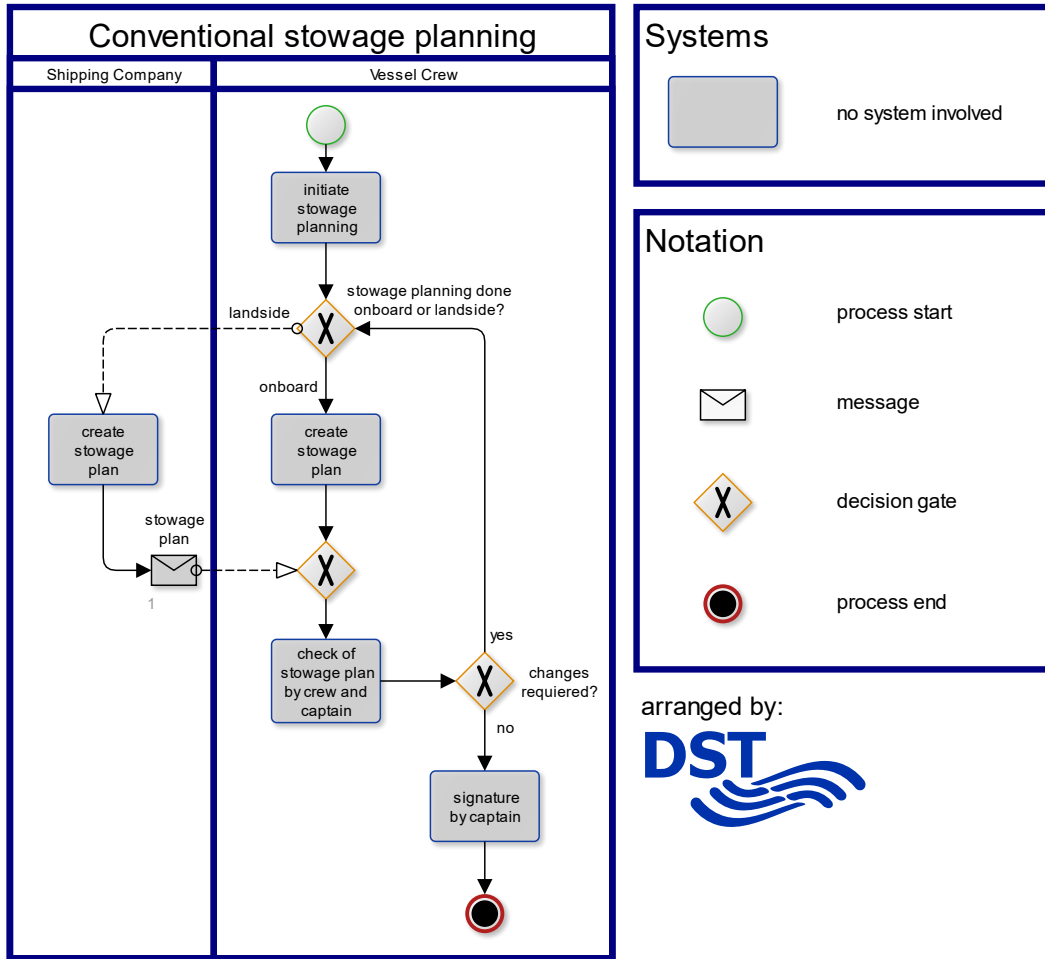 Conventional stowage planning
Shipping Company
Vessel Crew
initiate
stowage
planning
stowage planning done
onboard or landside?
landside
X
onboard
create
stowage
plan
create
stowage
plan
stowage
plan
X
1
check of
stowage plan
by crew and
captain
yes
X
changes
requiered?
no
signature
by captain
Systems
no system involved
Notation
process start
message
X
decision gate
process end
arranged by:
DST